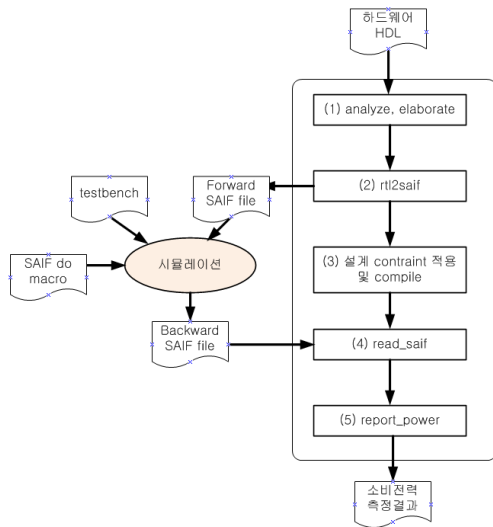 하드웨어
HDL
(1) analyze, elaborate
(2) rtl2saif
Forward
SAIF file
testbench
SAIF do
macro
시뮬레이션
(3) 설계 contraint 적용
및 compile
Backward
SAIF file
(4) read_saif
(5) report_power
소비전력
측정결과